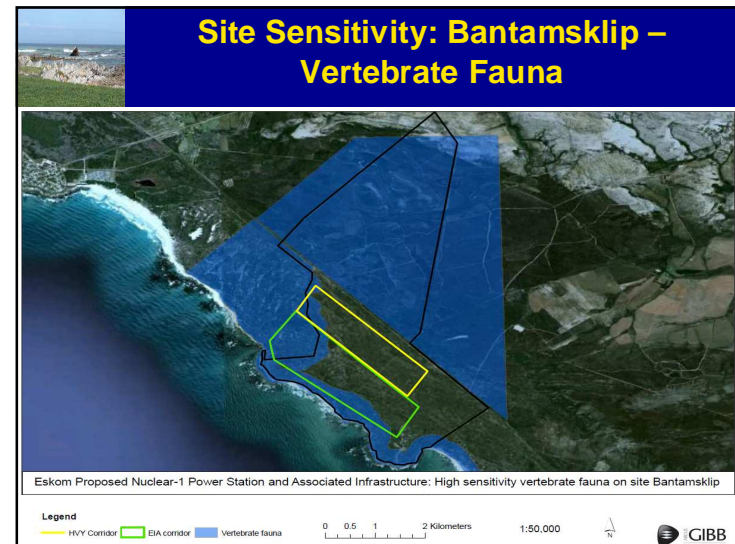 Site Sensitivity: Bantamsklip –
Vertebrate Fauna
Eskom Proposed Nuclear-1 Power Station and Associated Infrastructure: High sensitivity vertebrate fauna on site Bantamsklip
Legend
HVY Corridor EIA corridor Vertebrate fauna
0 0.5 1 2 Kilometers
1:50,000
N
GIBB